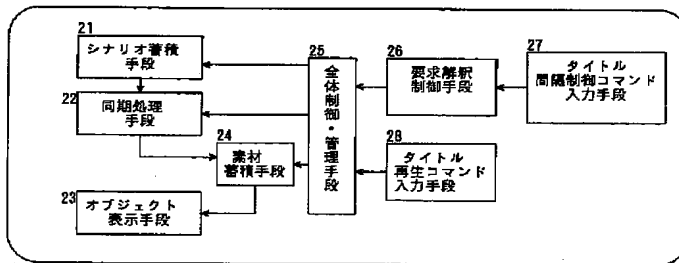 21
シナリオ蓄積
手段
22
同期処理
手段
23
オブジェクト
表示手段
24
素材
蓄積手段
25
全体制御・管理手段
26
要求解釈
制御手段
27
タイトル
間隔制御コマンド
入力手段
28
タイトル
再生コマンド
入力手段